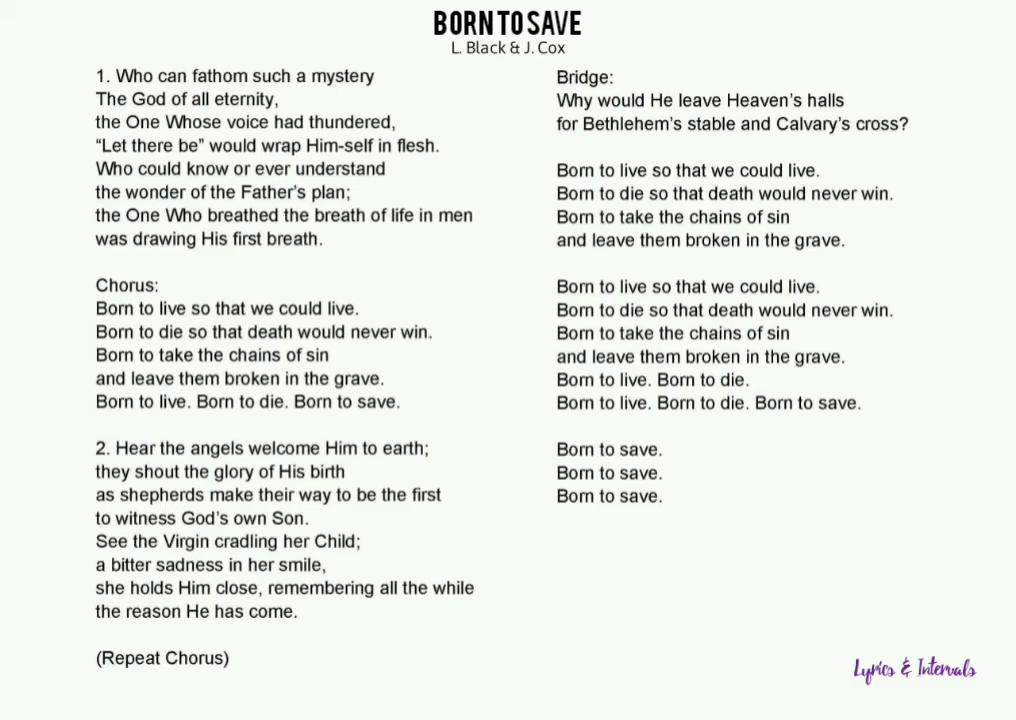 BORN TO SAVE
L. Black & J. Cox
1. Who can fathom such a mystery
The God of all eternity,
the One Whose voice had thundered,
“Let there be” would wrap Him-self in flesh.
Who could know or ever understand
the wonder of the Father’s plan;
the One Who breathed the breath of life in men
was drawing His first breath.
Chorus:
Born to live so that we could live.
Born to die so that death would never win.
Born to take the chains of sin
and leave them broken in the grave.
Born to live. Born to die. Born to save.
2. Hear the angels welcome Him to earth;
they shout the glory of His birth
as shepherds make their way to be the first
to witness God’s own Son.
See the Virgin cradling her Child;
a bitter sadness in her smile,
she holds Him close, remembering all the while
the reason He has come.
(Repeat Chorus)
Bridge:
Why would He leave Heaven’s halls
for Bethlehem’s stable and Calvary’s cross?
Born to live so that we could live.
Born to die so that death would never win.
Born to take the chains of sin
and leave them broken in the grave.
Born to live so that we could live.
Born to die so that death would never win.
Born to take the chains of sin
and leave them broken in the grave.
Born to live. Born to die.
Born to live. Born to die. Born to save.
Born to save.
Born to save.
Born to save.
Lyrics & Intervals